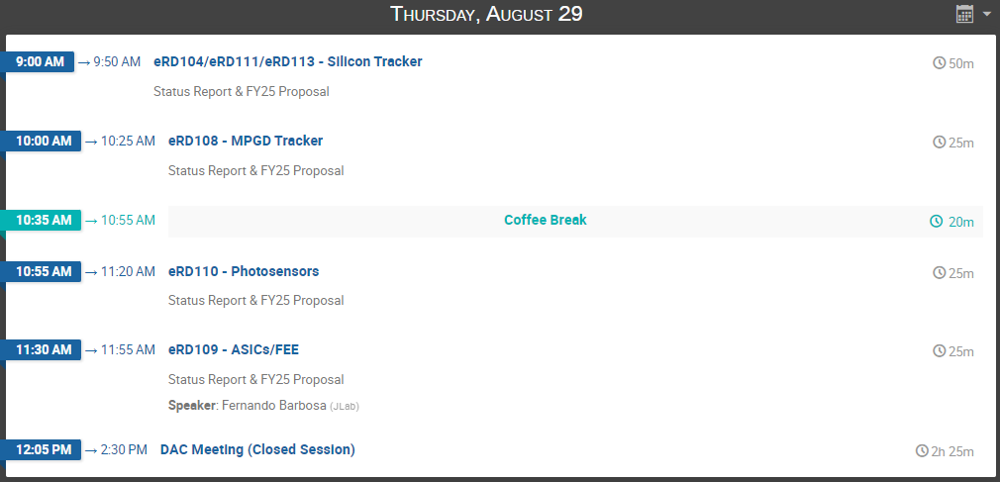 Thursday, August 29
9:00 AM → 9:50 AM eRD104/eRD111/eRD113 - Silicon Tracker 50m
Status Report & FY25 Proposal
10:00 AM → 10:25 AM eRD108 - MPGD Tracker 25m
Status Report & FY25 Proposal
10:35 AM → 10:55 AM Coffee Break 20m
10:55 AM → 11:20 AM eRD110 - Photosensors 25m
Status Report & FY25 Proposal
11:30 AM → 11:55 AM eRD109 - ASICs/FEE 25m
Status Report & FY25 Proposal
Speaker: Fernando Barbosa (JLab)
12:05 PM → 2:30 PM DAC Meeting (Closed Session) 2h 25m